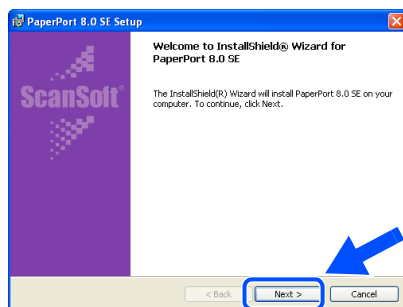 PaperPort 8.0 SE Setup
Welcome to InstallShield® Wizard for
PaperPort 8.0 SE
ScanSoft®
The InstallShield(R) Wizard will install PaperPort 8.0 SE on your
computer. To continue, click Next.
< Back
Next >
Cancel